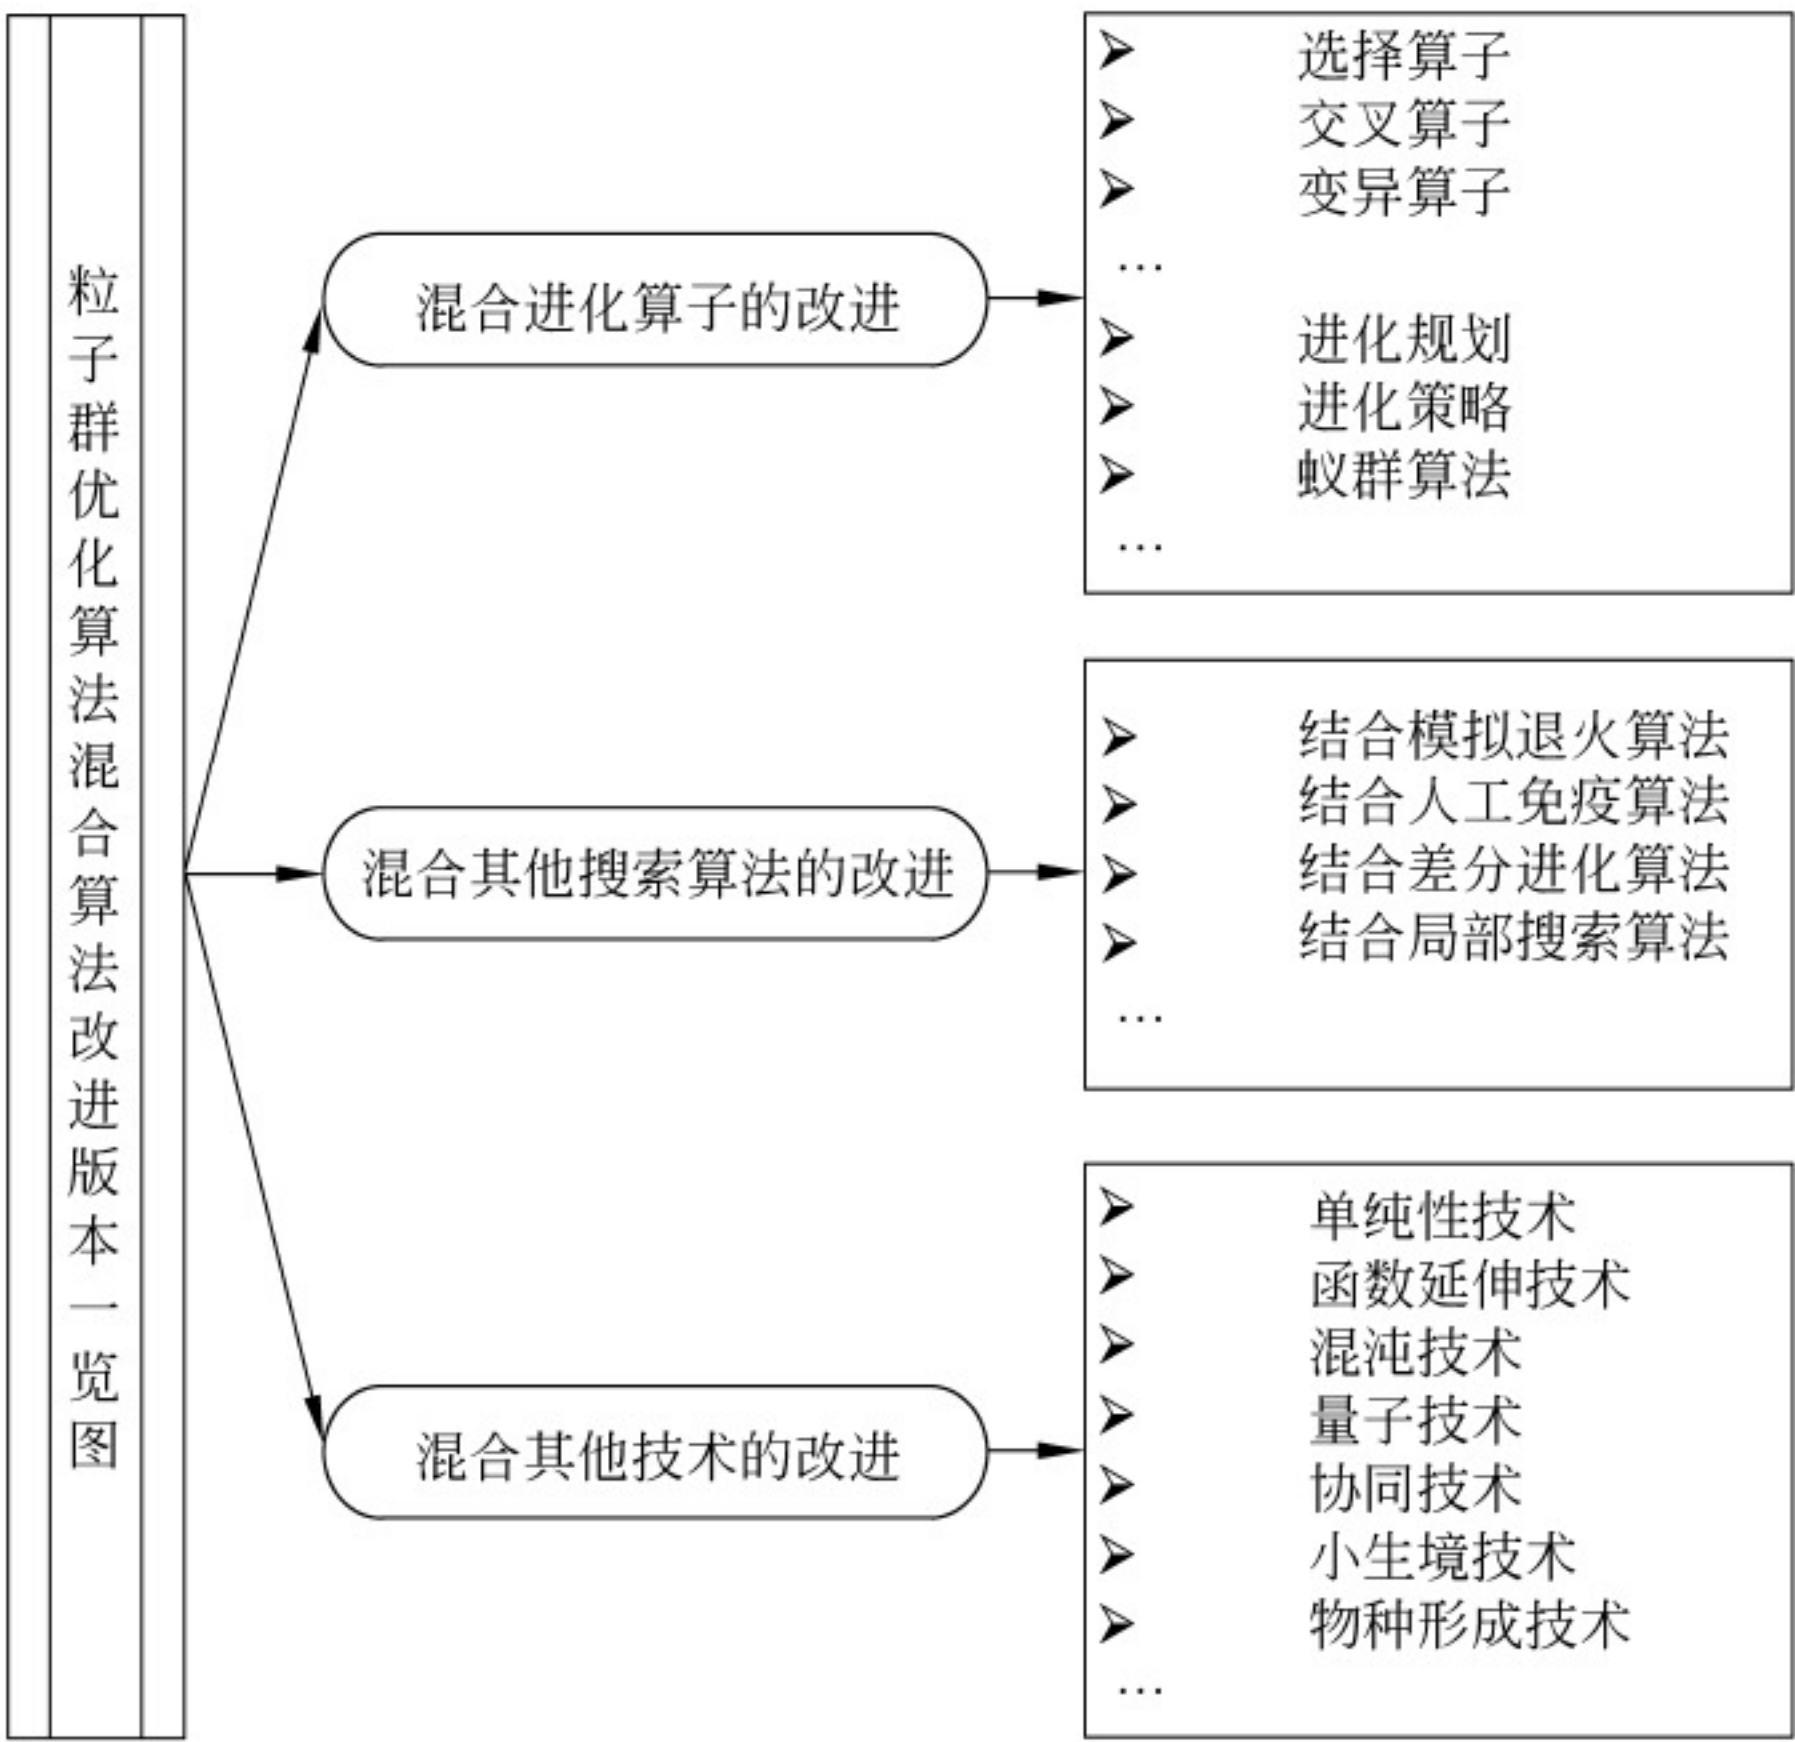 粒子群优化算法混合算法改进版本一览图
混合进化算子的改进
选择算子
交叉算子
变异算子
…
进化规划
进化策略
蚁群算法
…
混合其他搜索算法的改进
结合模拟退火算法
结合人工免疫算法
结合差分进化算法
结合局部搜索算法
…
混合其他技术的改进
单纯性技术
函数延伸技术
混沌技术
量子技术
协同技术
小生境技术
物种形成技术
…